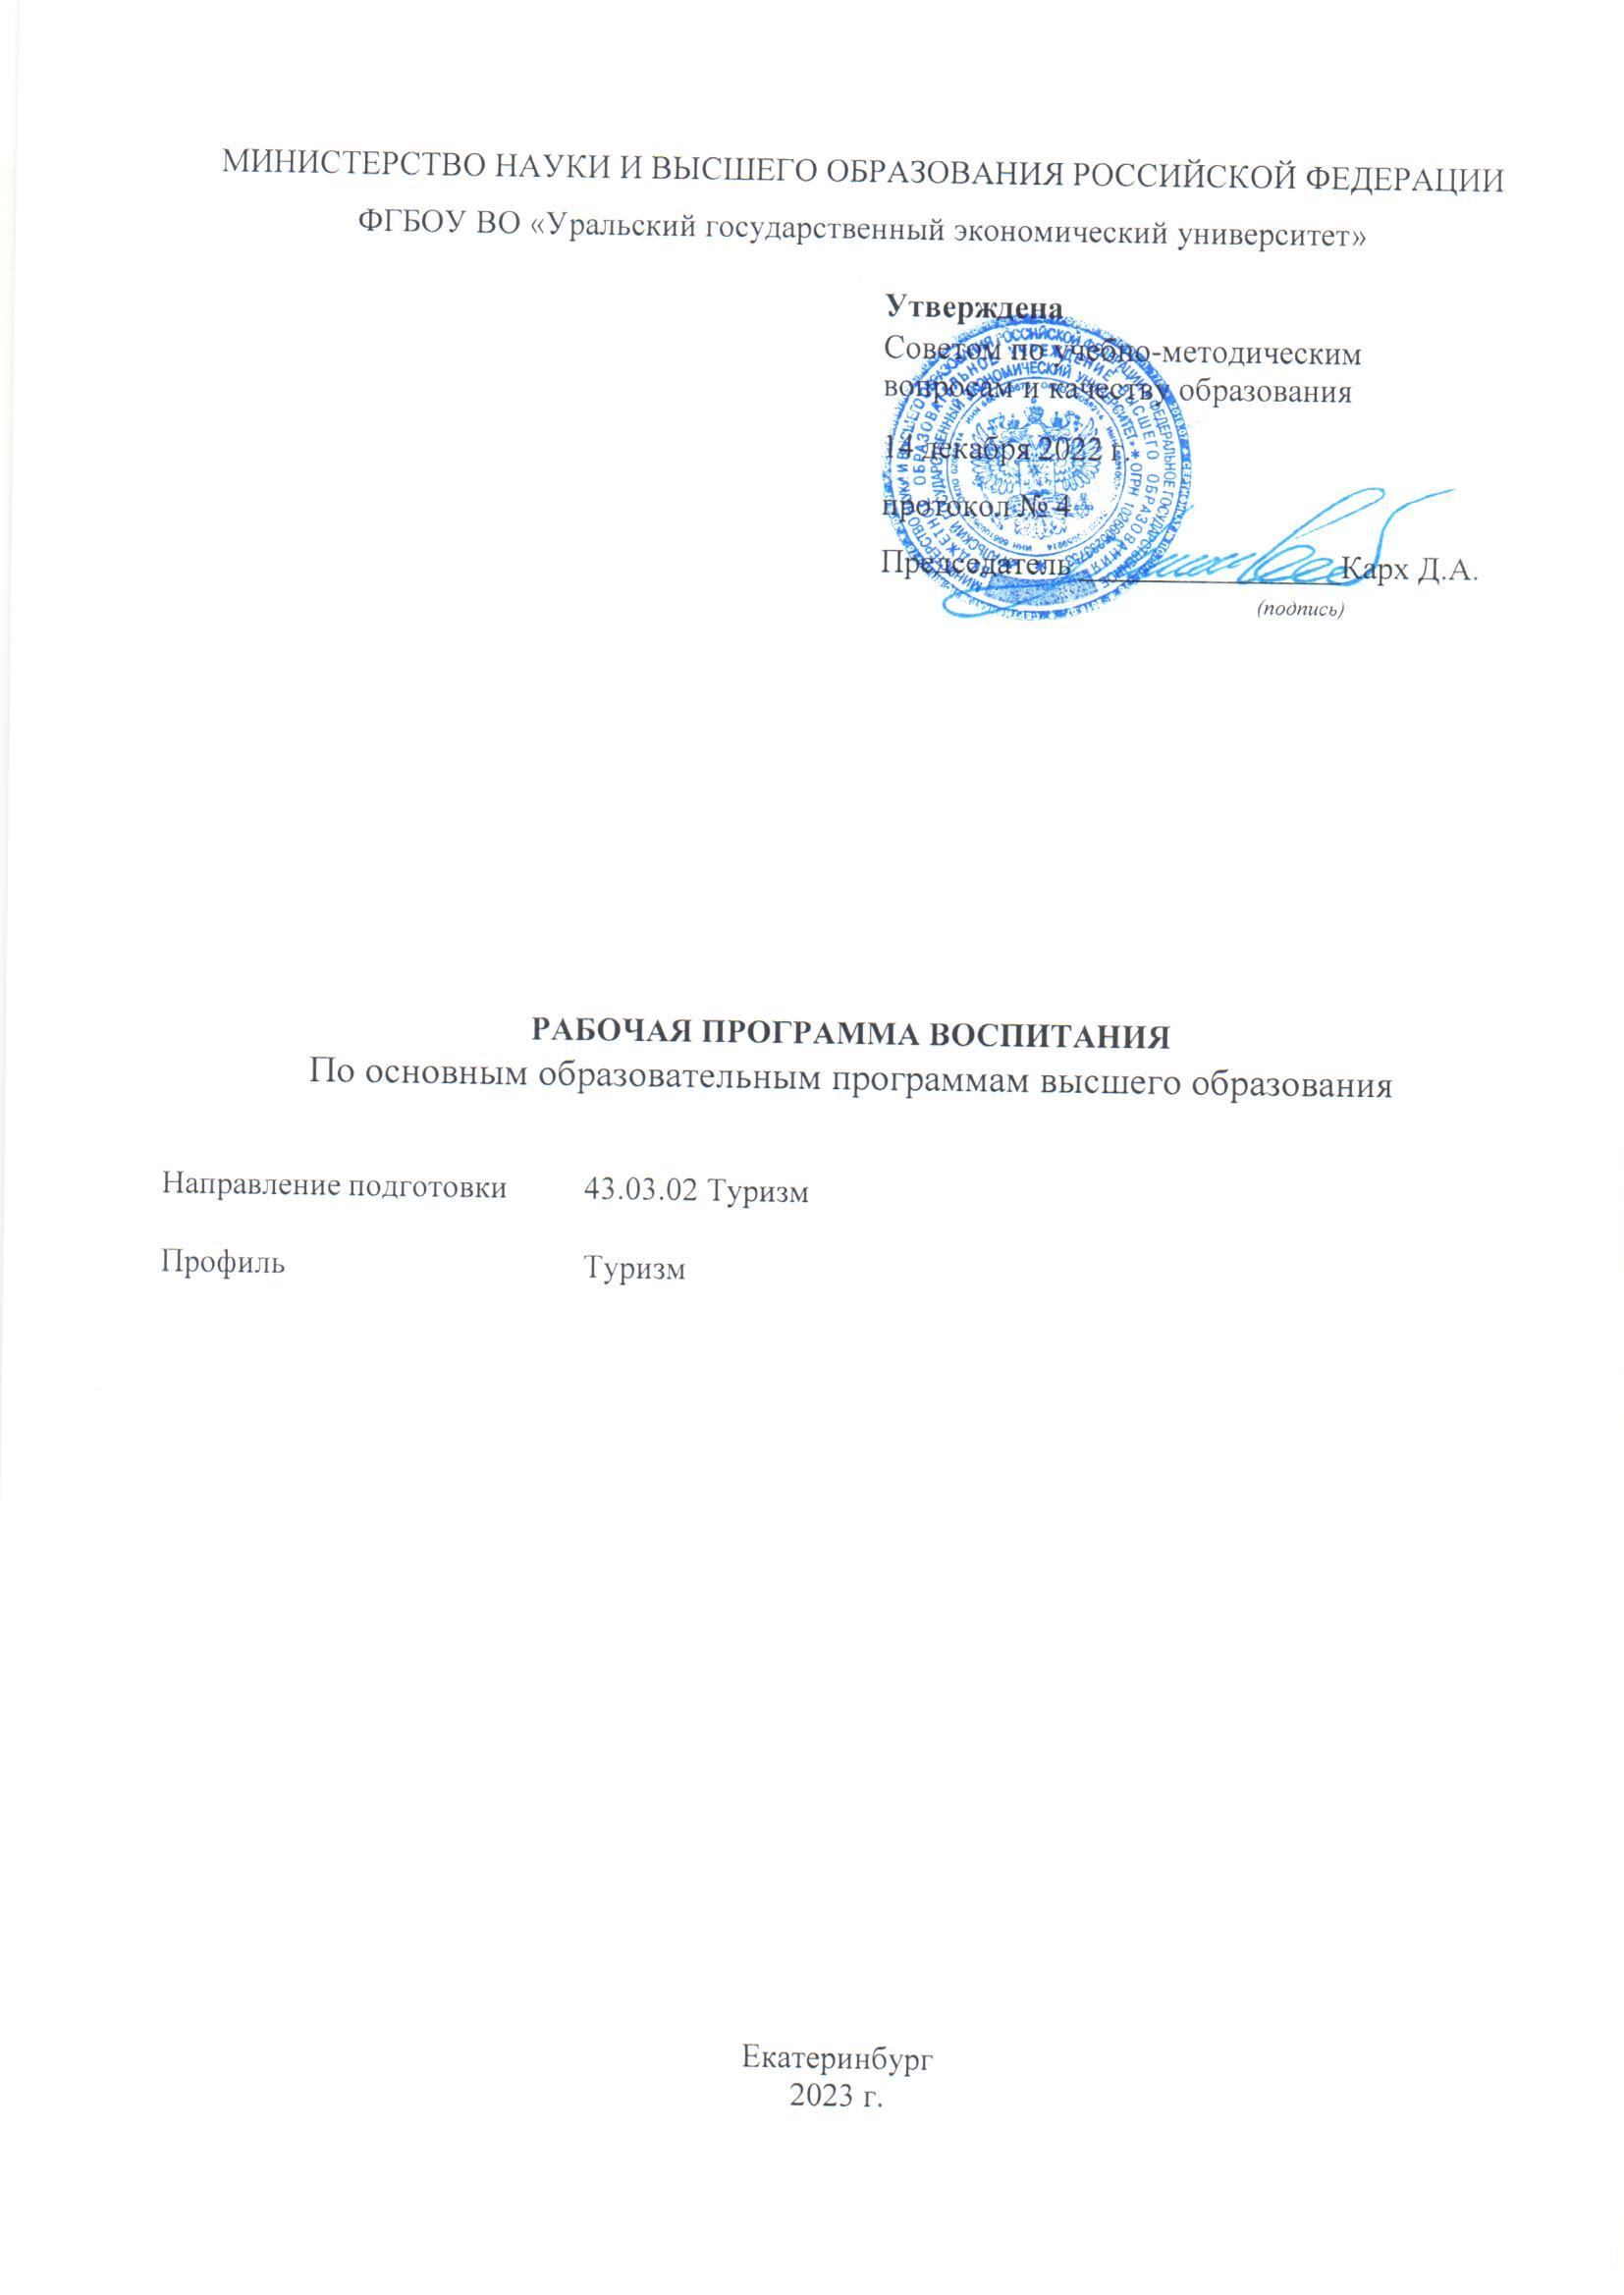 МИНИСТЕРСТВО НАУКИ И ВЫСШЕГО ОБРАЗОВАНИЯ РОССИЙСКОЙ ФЕДЕРАЦИИ
ФГБОУ ВО «Уральский государственный экономический университет»
Утверждена
Советом по учебно-методическим
вопросам и качеству образования
14 декабря 2022 г.
протокол № 4
Председатель Карх Д.А.
(подпись)
РАБОЧАЯ ПРОГРАММА ВОСПИТАНИЯ
По основным образовательным программам высшего образования
Направление подготовки 43.03.02 Туризм
Профиль Туризм
Екатеринбург
2023 г.